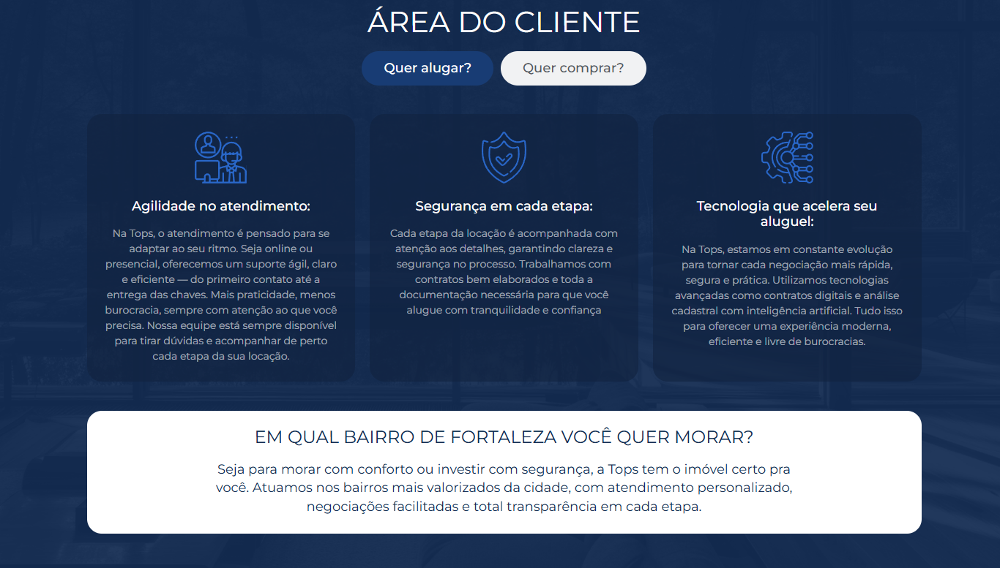 ÁREA DO CLIENTE
Quer alugar?
Quer comprar?
Agilidade no atendimento:
Na Tops, o atendimento é pensado para se
adaptar ao seu ritmo. Seja online ou
presencial, oferecemos um suporte ágil, claro
e eficiente — do primeiro contato até a
entrega das chaves. Mais praticidade, menos
burocracia, sempre com atenção ao que você
precisa. Nossa equipe está sempre disponível
para tirar dúvidas e acompanhar de perto
cada etapa da sua locação.
Segurança em cada etapa:
Cada etapa da locação é acompanhada com
atenção aos detalhes, garantindo clareza e
segurança no processo. Trabalhamos com
contratos bem elaborados e toda a
documentação necessária para que você
alugue com tranquilidade e confiança
Tecnologia que acelera seu
aluguel:
Na Tops, estamos em constante evolução
para tornar cada negociação mais rápida,
segura e prática. Utilizamos tecnologias
avançadas como contratos digitais e análise
cadastral com inteligência artificial. Tudo isso
para oferecer uma experiência moderna,
eficiente e livre de burocracias.
EM QUAL BAIRRO DE FORTALEZA VOCÊ QUER MORAR?
Seja para morar com conforto ou investir com segurança, a Tops tem o imóvel certo pra
você. Atuamos nos bairros mais valorizados da cidade, com atendimento personalizado,
negociações facilitadas e total transparência em cada etapa.